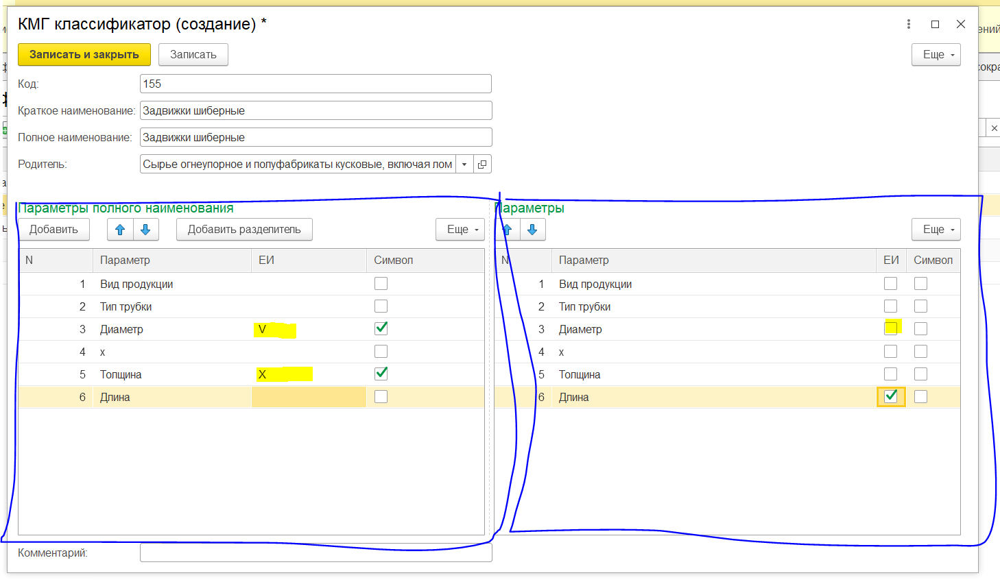 КМГ классификатор (создание) *
Записать и закрыть Записать Еще
Код: 155
Краткое наименование: Задвижки шиберные
Полное наименование: Задвижки шиберные
Родитель: Сырье огнеупорное и полуфабрикаты кусковые, включая лом
Параметры полного наименования
Добавить Добавить разделитель Еще
N Параметр ЕИ Символ
1 Вид продукции
2 Тип трубки
3 Диаметр V
4 x
5 Толщина X
6 Длина
Параметры
Еще
N Параметр ЕИ Символ
1 Вид продукции
2 Тип трубки
3 Диаметр
4 x
5 Толщина
6 Длина
Комментарий: